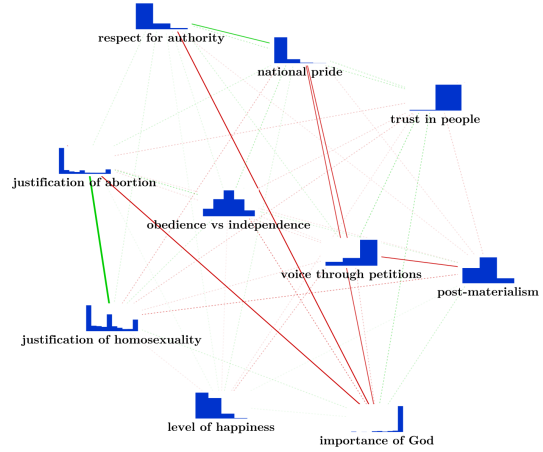 respect for authority
national pride
trust in people
justification of abortion
obedience vs independence
voice through petitions
post-materialism
justification of homosexuality
level of happiness
importance of God